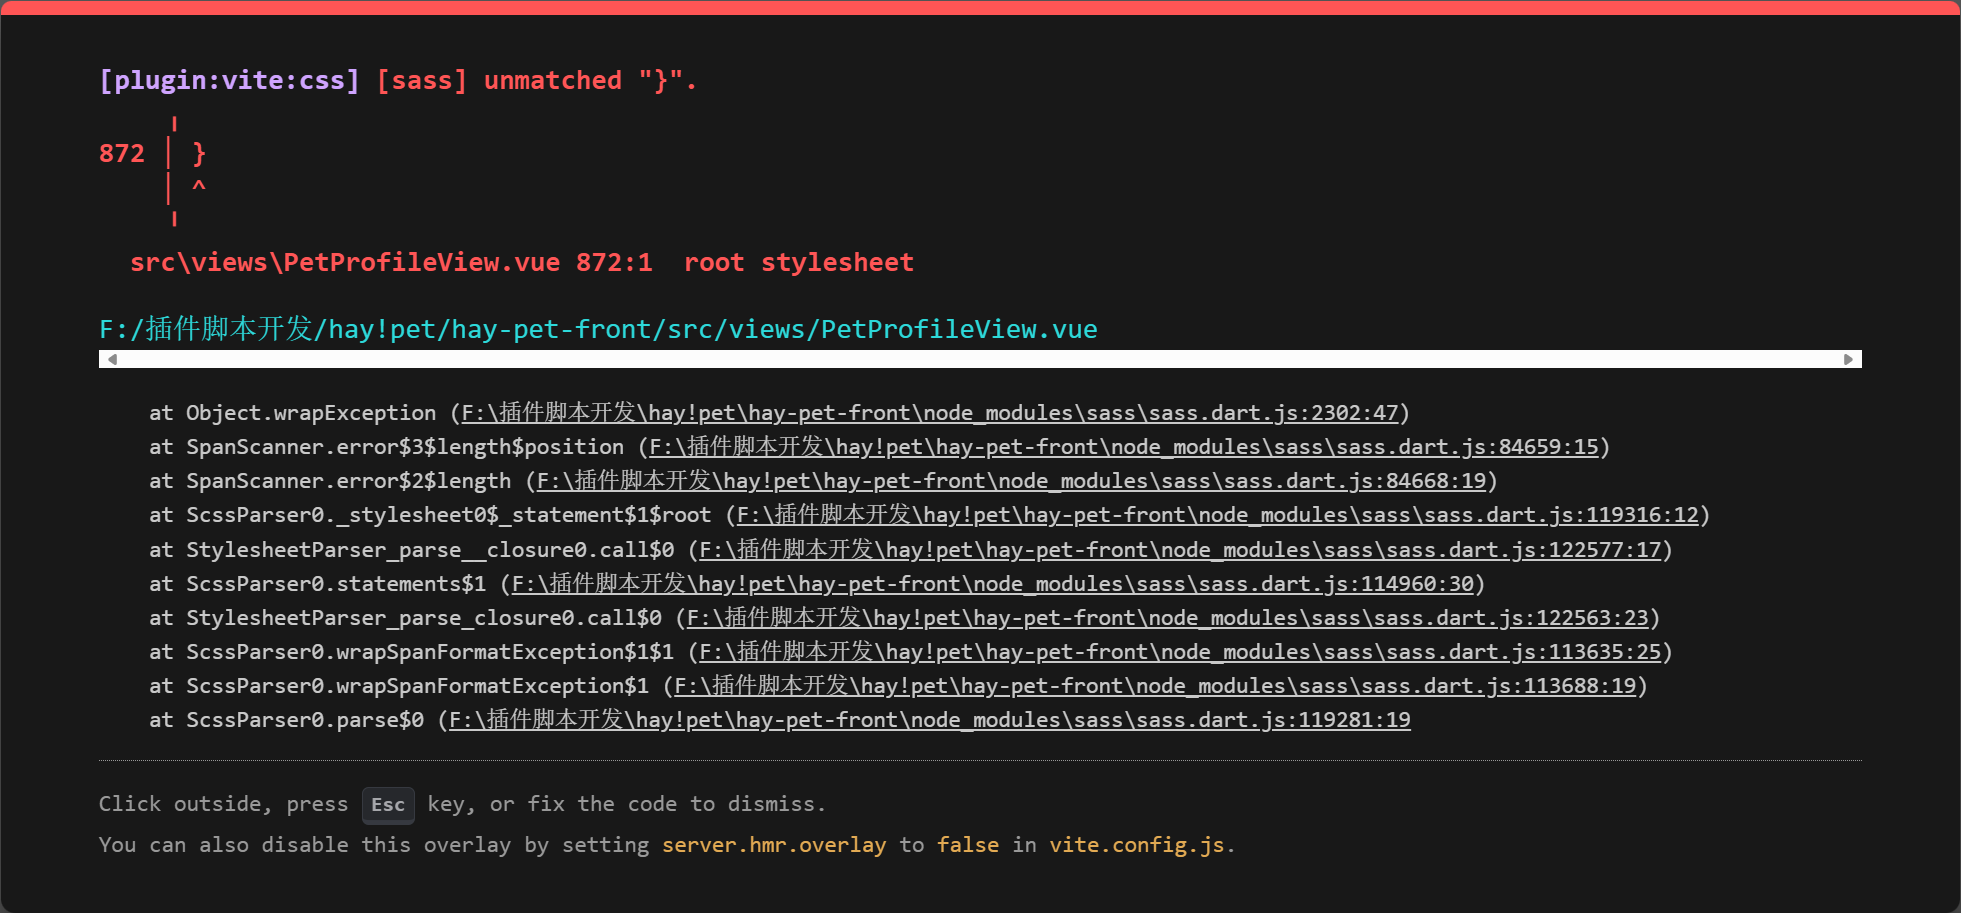 [plugin:vite:css] [sass] unmatched "}".
╷
872 │ }
│ ^
╵
src\views\PetProfileView.vue 872:1  root stylesheet
F:/插件脚本开发/hay!pet/hay-pet-front/src/views/PetProfileView.vue
at Object.wrapException (F:\插件脚本开发\hay!pet\hay-pet-front\node_modules\sass\sass.dart.js:2302:47)
at SpanScanner.error$3$length$position (F:\插件脚本开发\hay!pet\hay-pet-front\node_modules\sass\sass.dart.js:84659:15)
at SpanScanner.error$2$length (F:\插件脚本开发\hay!pet\hay-pet-front\node_modules\sass\sass.dart.js:84668:19)
at ScssParser0._stylesheet0$_statement$1$root (F:\插件脚本开发\hay!pet\hay-pet-front\node_modules\sass\sass.dart.js:119316:12)
at StylesheetParser_parse__closure0.call$0 (F:\插件脚本开发\hay!pet\hay-pet-front\node_modules\sass\sass.dart.js:122577:17)
at ScssParser0.statements$1 (F:\插件脚本开发\hay!pet\hay-pet-front\node_modules\sass\sass.dart.js:114960:30)
at StylesheetParser_parse_closure0.call$0 (F:\插件脚本开发\hay!pet\hay-pet-front\node_modules\sass\sass.dart.js:122563:23)
at ScssParser0.wrapSpanFormatException$1$1 (F:\插件脚本开发\hay!pet\hay-pet-front\node_modules\sass\sass.dart.js:113635:25)
at ScssParser0.wrapSpanFormatException$1 (F:\插件脚本开发\hay!pet\hay-pet-front\node_modules\sass\sass.dart.js:113688:19)
at ScssParser0.parse$0 (F:\插件脚本开发\hay!pet\hay-pet-front\node_modules\sass\sass.dart.js:119281:19
Click outside, press Esc key, or fix the code to dismiss.
You can also disable this overlay by setting server.hmr.overlay to false in vite.config.js.